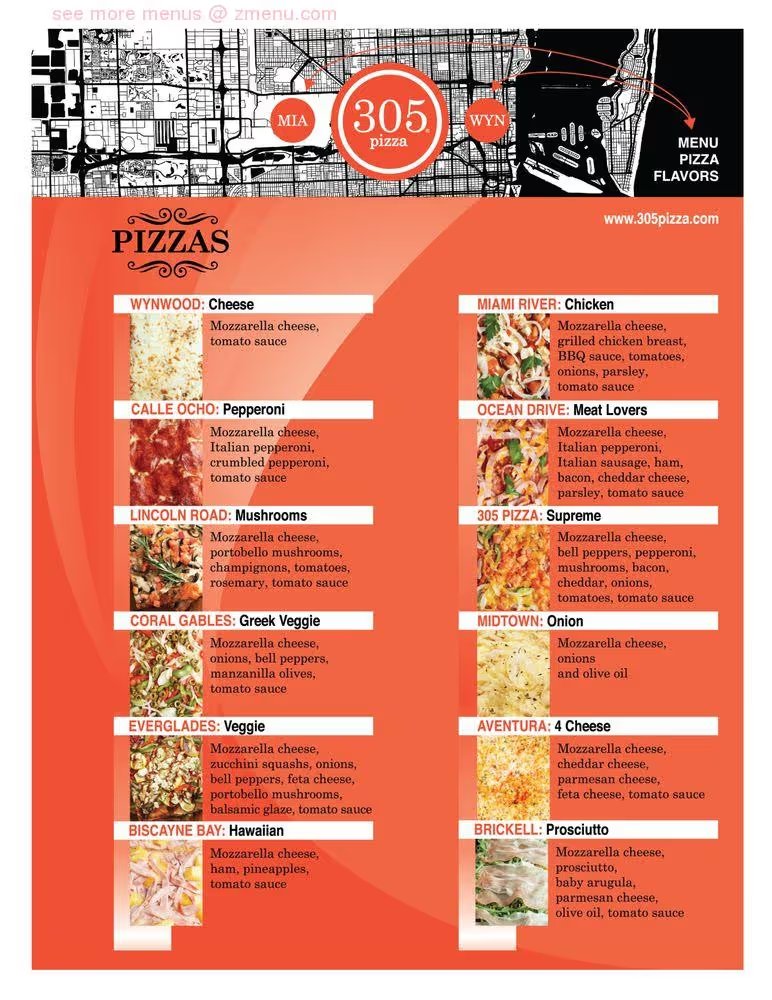 see more menus @ zmenu.com
MIA
305
pizza
WYN
MENU
PIZZA
FLAVORS
www.305pizza.com
PIZZAS
WYNWOOD: Cheese
Mozzarella cheese,
tomato sauce
CALLE OCHO: Pepperoni
Mozzarella cheese,
Italian pepperoni,
crumbled pepperoni,
tomato sauce
LINCOLN ROAD: Mushrooms
Mozzarella cheese,
portobello mushrooms,
champignons, tomatoes,
rosemary, tomato sauce
CORAL GABLES: Greek Veggie
Mozzarella cheese,
onions, bell peppers,
manzanilla olives,
tomato sauce
EVERGLADES: Veggie
Mozzarella cheese,
zucchini squashs, onions,
bell peppers, feta cheese,
portobello mushrooms,
balsamic glaze, tomato sauce
BISCAYNE BAY: Hawaiian
Mozzarella cheese,
ham, pineapples,
tomato sauce
MIAMI RIVER: Chicken
Mozzarella cheese,
grilled chicken breast,
BBQ sauce, tomatoes,
onions, parsley,
tomato sauce
OCEAN DRIVE: Meat Lovers
Mozzarella cheese,
Italian pepperoni,
Italian sausage, ham,
bacon, cheddar cheese,
parsley, tomato sauce
305 PIZZA: Supreme
Mozzarella cheese,
bell peppers, pepperoni,
mushrooms, bacon,
cheddar, onions,
tomatoes, tomato sauce
MIDTOWN: Onion
Mozzarella cheese,
onions
and olive oil
AVENTURA: 4 Cheese
Mozzarella cheese,
cheddar cheese,
parmesan cheese,
feta cheese, tomato sauce
BRICKELL: Prosciutto
Mozzarella cheese,
prosciutto,
baby arugula,
parmesan cheese,
olive oil, tomato sauce